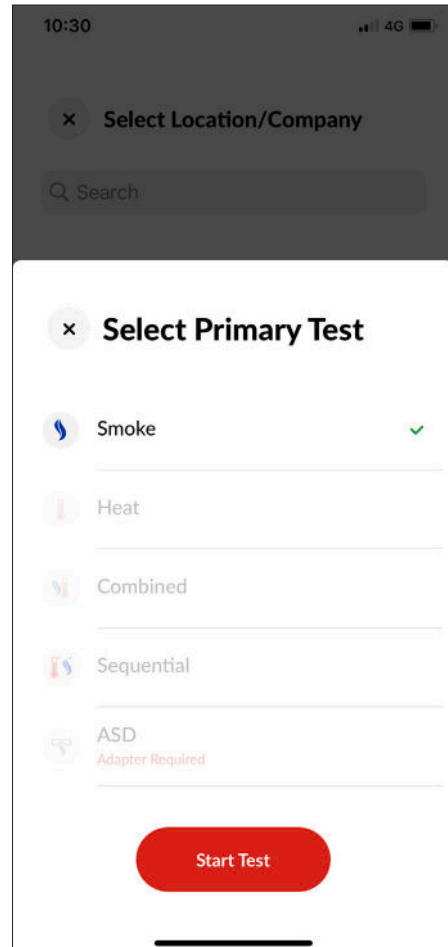 10:30
4G
Select Location/Company
Search
Select Primary Test
Smoke
Heat
Combined
Sequential
ASD
Adapter Required
Start Test